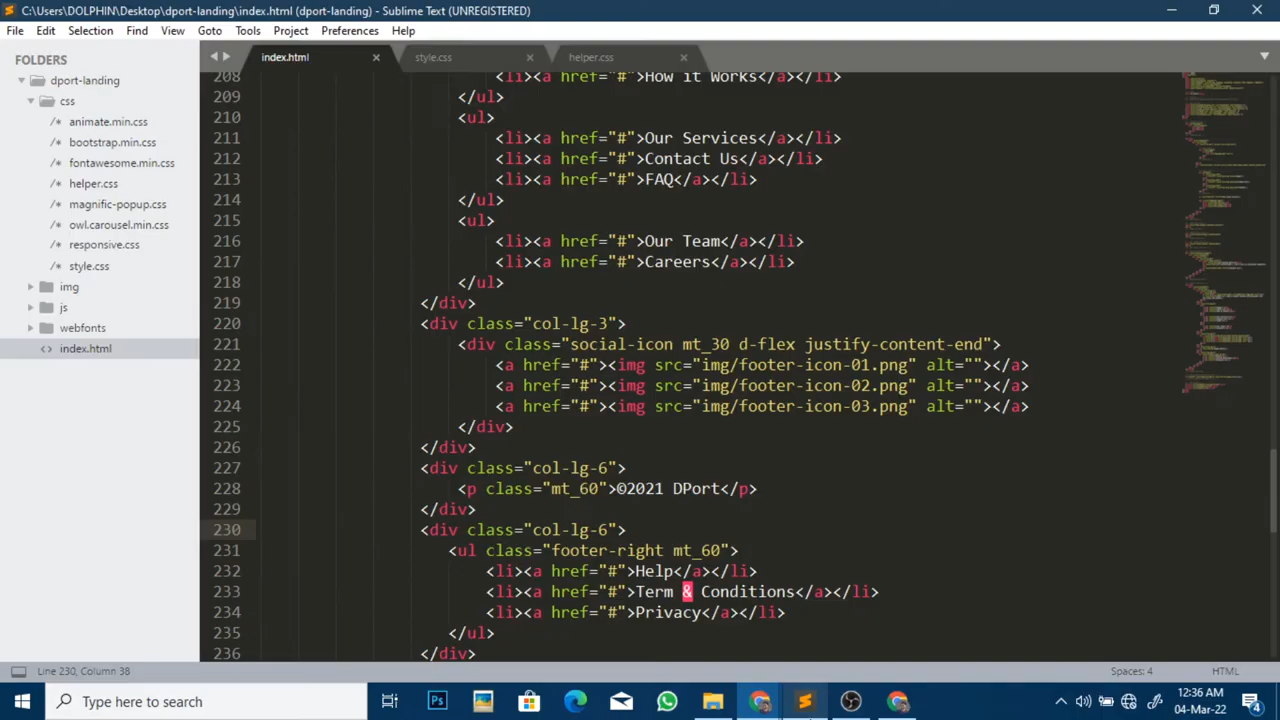 C:\Users\DOLPHIN\Desktop\dport-landing\index.html (dport-landing) - Sublime Text (UNREGISTERED)
File Edit Selection Find View Goto Tools Project Preferences Help
FOLDERS
dport-landing
css
/* animate.min.css
/* bootstrap.min.css
/* fontawesome.min.css
/* helper.css
/* magnific-popup.css
/* owl.carousel.min.css
/* responsive.css
/* style.css
img
js
webfonts
<> index.html
index.html style.css helper.css
208 <li><a href="#">How it Works</a></li>
209 </ul>
210 <ul>
211 <li><a href="#">Our Services</a></li>
212 <li><a href="#">Contact Us</a></li>
213 <li><a href="#">FAQ</a></li>
214 </ul>
215 <ul>
216 <li><a href="#">Our Team</a></li>
217 <li><a href="#">Careers</a></li>
218 </ul>
219 </div>
220 <div class="col-lg-3">
221 <div class="social-icon mt_30 d-flex justify-content-end">
222 <a href="#"><img src="img/footer-icon-01.png" alt=""></a>
223 <a href="#"><img src="img/footer-icon-02.png" alt=""></a>
224 <a href="#"><img src="img/footer-icon-03.png" alt=""></a>
225 </div>
226 </div>
227 <div class="col-lg-6">
228 <p class="mt_60">©2021 DPort</p>
229 </div>
230 <div class="col-lg-6">
231 <ul class="footer-right mt_60">
232 <li><a href="#">Help</a></li>
233 <li><a href="#">Term & Conditions</a></li>
234 <li><a href="#">Privacy</a></li>
235 </ul>
236 </div>
Line 230, Column 38 Spaces: 4 HTML
Type here to search
Ps
12:36 AM
04-Mar-22
4